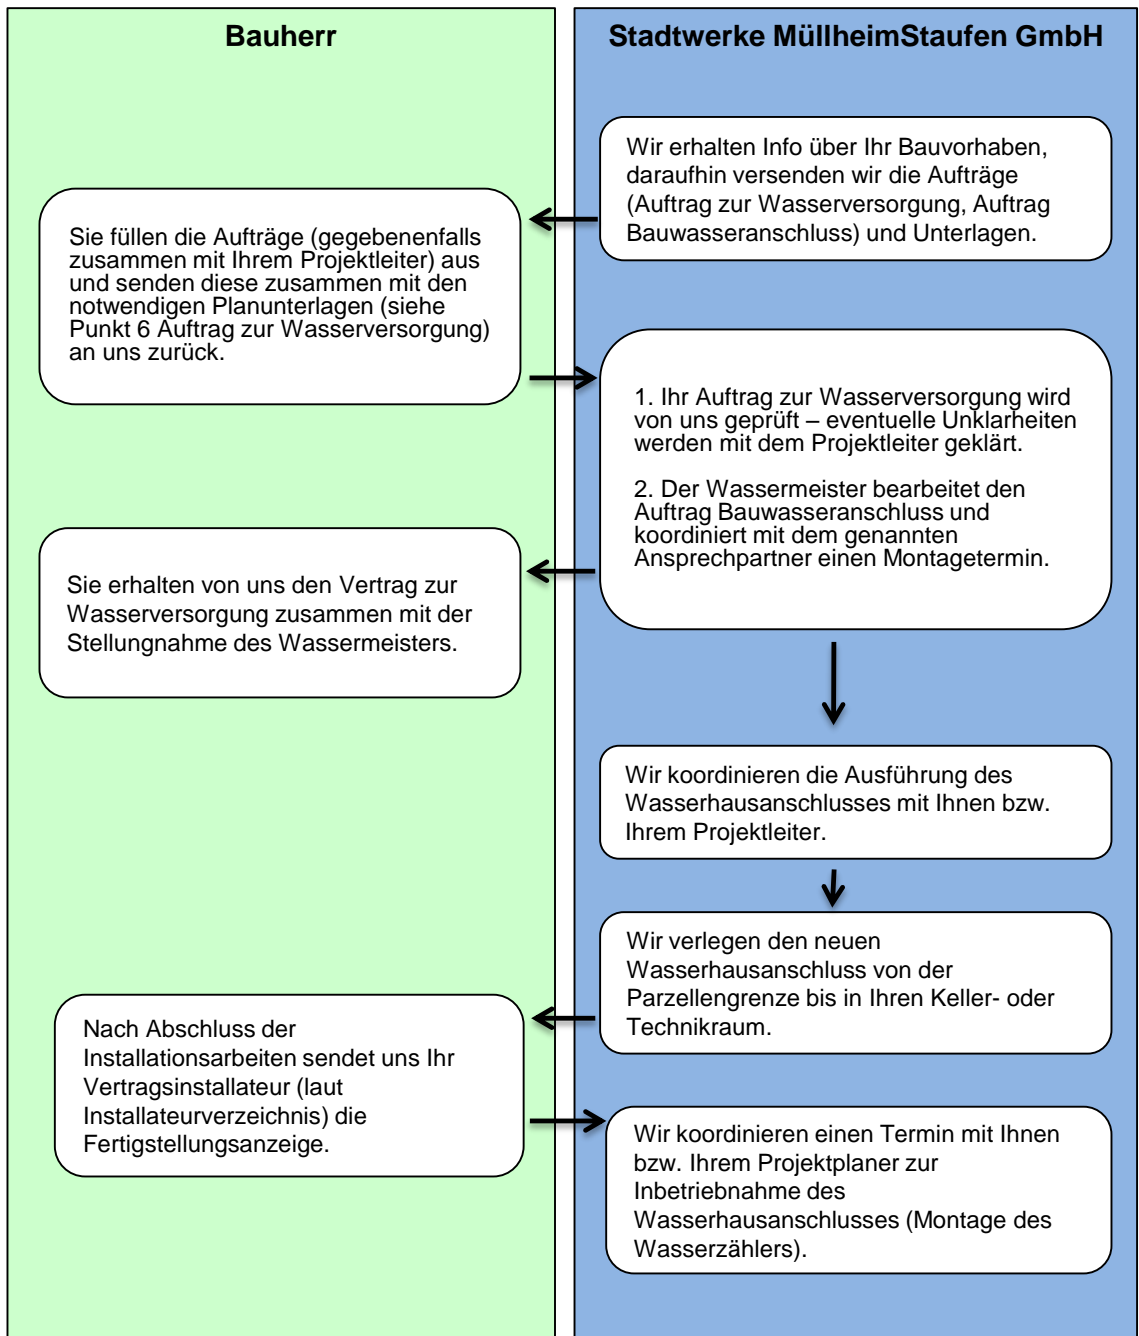 Bauherr
Stadtwerke MüllheimStaufen GmbH
Wir erhalten Info über Ihr Bauvorhaben,
daraufhin versenden wir die Aufträge
(Auftrag zur Wasserversorgung, Auftrag
Bauwasseranschluss) und Unterlagen.
Sie füllen die Aufträge (gegebenenfalls
zusammen mit Ihrem Projektleiter) aus
und senden diese zusammen mit den
notwendigen Planunterlagen (siehe
Punkt 6 Auftrag zur Wasserversorgung)
an uns zurück.
1. Ihr Auftrag zur Wasserversorgung wird
von uns geprüft – eventuelle Unklarheiten
werden mit dem Projektleiter geklärt.
2. Der Wassermeister bearbeitet den
Auftrag Bauwasseranschluss und
koordiniert mit dem genannten
Ansprechpartner einen Montagetermin.
Sie erhalten von uns den Vertrag zur
Wasserversorgung zusammen mit der
Stellungnahme des Wassermeisters.
Wir koordinieren die Ausführung des
Wasserhausanschlusses mit Ihnen bzw.
Ihrem Projektleiter.
Wir verlegen den neuen
Wasserhausanschluss von der
Parzellengrenze bis in Ihren Keller- oder
Technikraum.
Nach Abschluss der
Installationsarbeiten sendet uns Ihr
Vertragsinstallateur (laut
Installateurverzeichnis) die
Fertigstellungsanzeige.
Wir koordinieren einen Termin mit Ihnen
bzw. Ihrem Projektplaner zur
Inbetriebnahme des
Wasserhausanschlusses (Montage des
Wasserzählers).